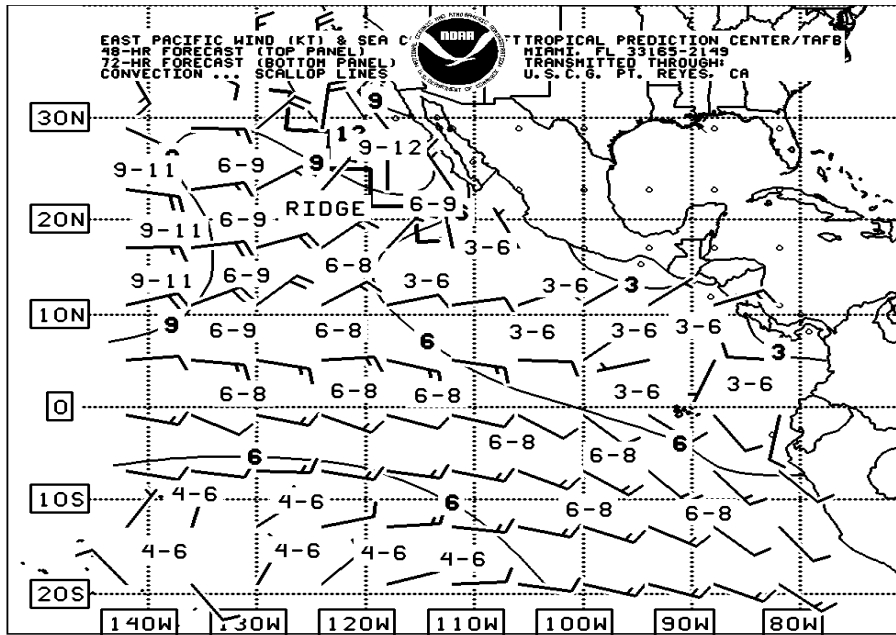 EAST PACIFIC WIND (KT) & SEA C
TTROPICAL PREDICTION CENTER/TAFB
48-HR FORECAST (TOP PANEL)
MIAMI, FL 33165-2149
72-HR FORECAST (BOTTOM PANEL)
TRANSMITTED THROUGH:
CONVECTION ... SCALLOP LINES
U.S.C.G. PT. REYES, CA
NOAA
9
30N
12
9-12
9-11 6-9 9
RIDGE 6-9
20N
6-9
9-11
3-6
6-8
9-11 6-9 3-6 3-6 3
10N
9 6-9 6-8 3-6 3-6 3-6
6 3
6-8 6-8 6-8 3-6 3-6
0
6-8 6
6 6-8
4-6 4-6 6
10S
6-8 6-8
4-6 4-6 4-6 4-6
20S
140W 130W 120W 110W 100W 90W 80W